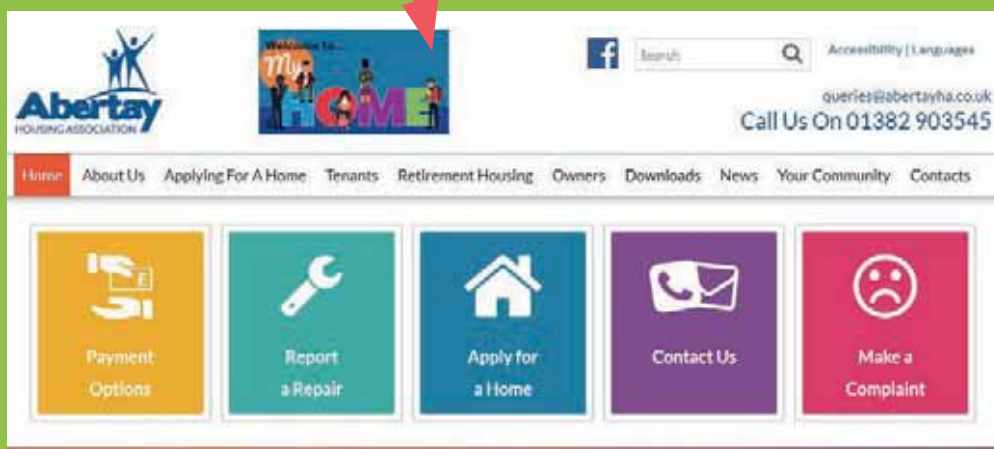 Abertay
HOUSING ASSOCIATION
Welcome to...
My
HOME
f
Search
Accessibility | Languages
queries@abertayha.co.uk
Call Us On 01382 903545
Home About Us Applying For A Home Tenants Retirement Housing Owners Downloads News Your Community Contacts
£
Payment
Options
Report
a Repair
Apply for
a Home
Contact Us
Make a
Complaint